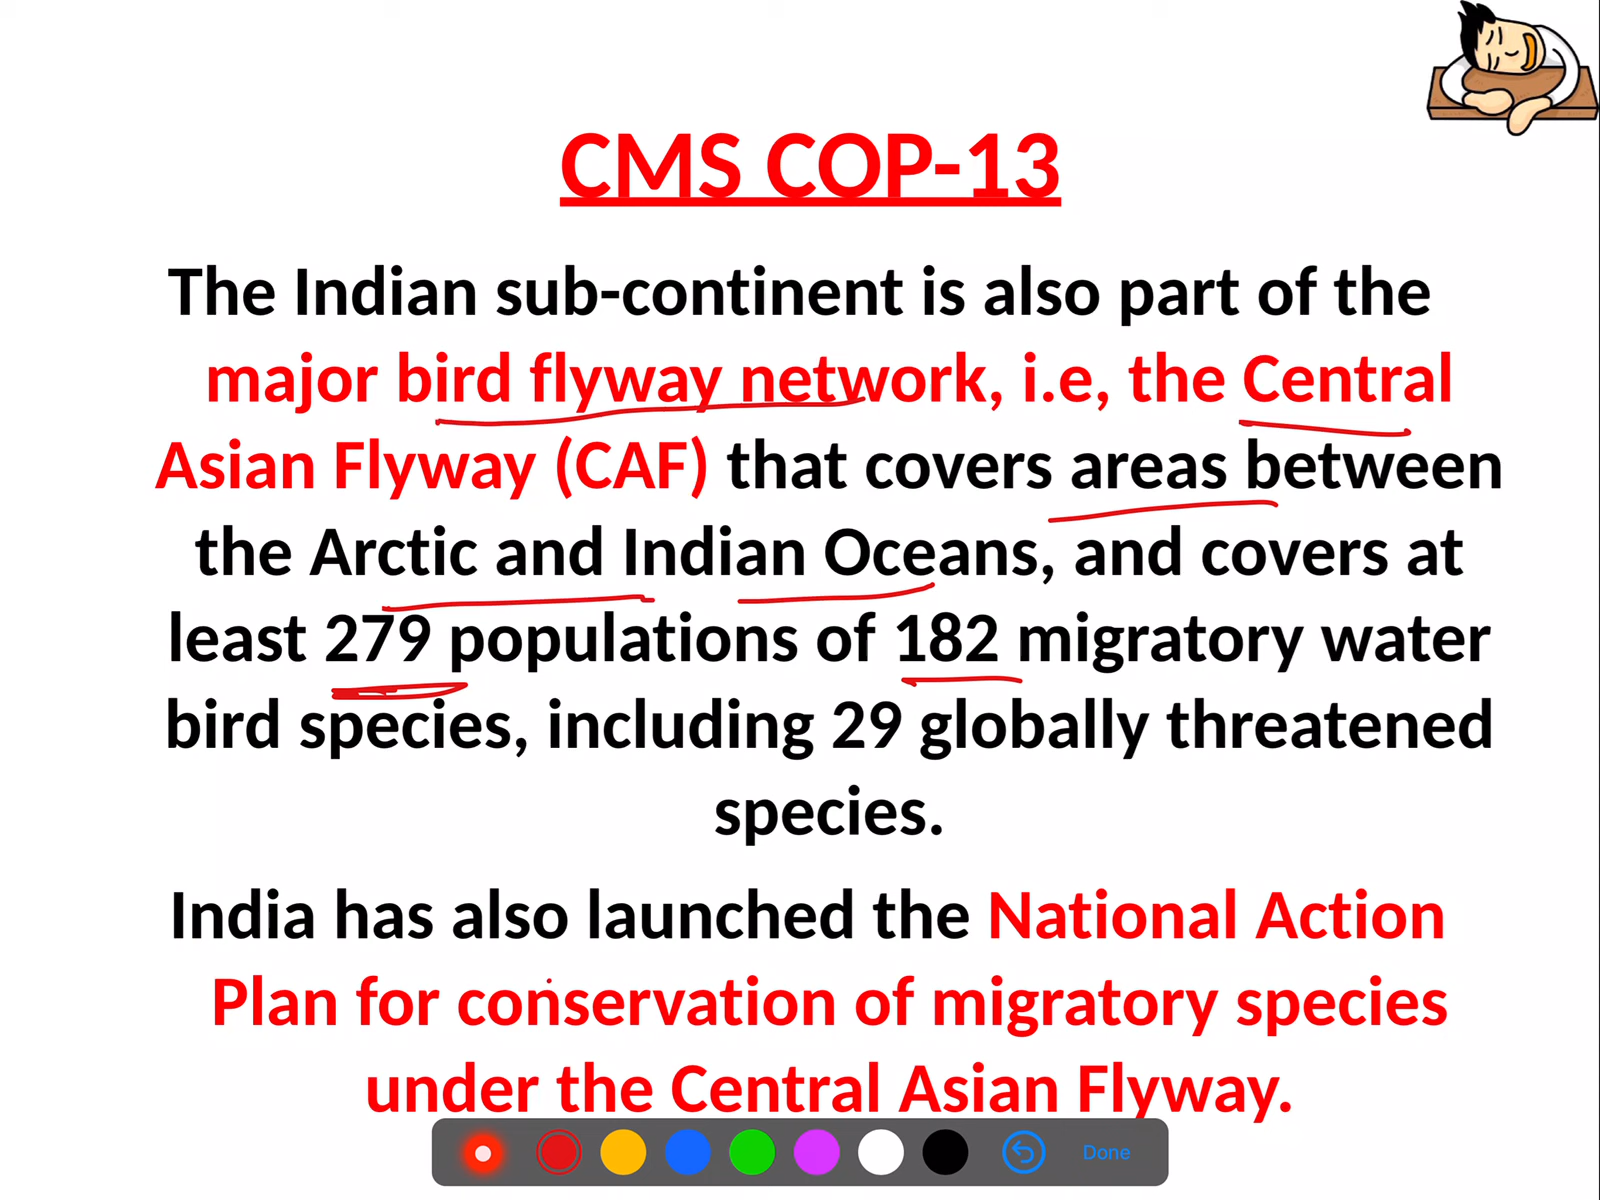 CMS COP-13
The Indian sub-continent is also part of the
major bird flyway network, i.e, the Central
Asian Flyway (CAF) that covers areas between
the Arctic and Indian Oceans, and covers at
least 279 populations of 182 migratory water
bird species, including 29 globally threatened
species.
India has also launched the National Action
Plan for conservation of migratory species
under the Central Asian Flyway.
Done